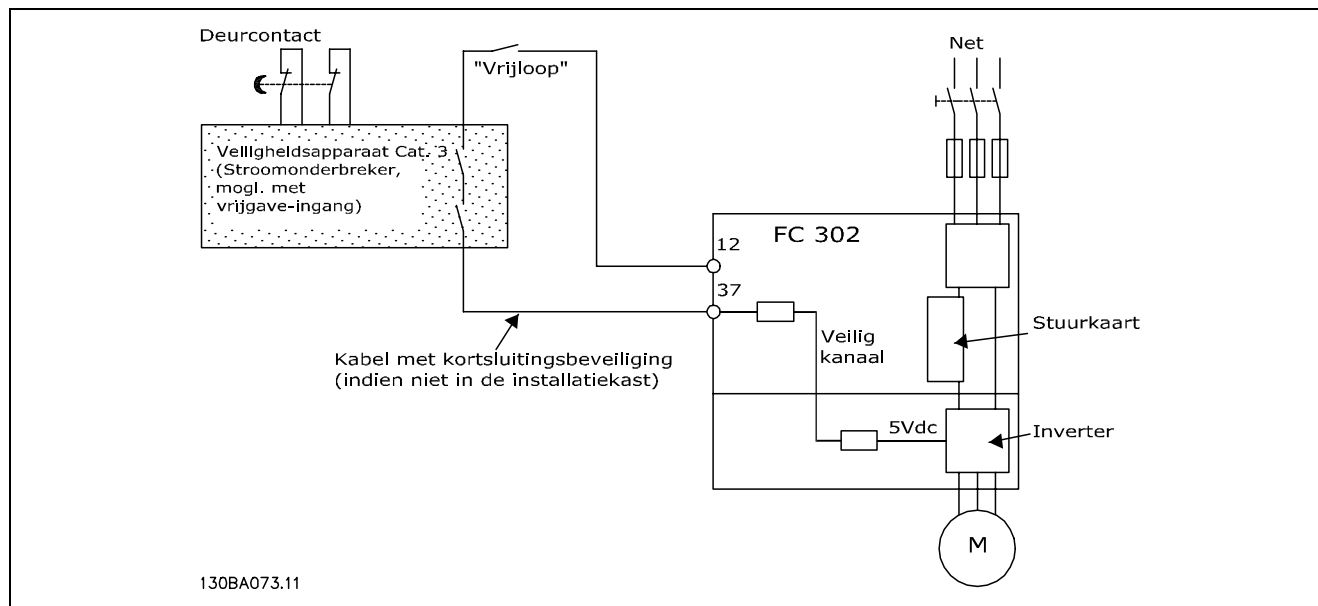 Deurcontact
"Vrijloop"
Net
Veiligheidsapparaat Cat. 3
(Stroomonderbreker,
mogl. met
vrijgave-ingang)
12
FC 302
37
Stuurkaart
Veilig
kanaal
Kabel met kortsluitingsbeveiliging
(indien niet in de installatiekast)
5Vdc
Inverter
M
130BA073.11